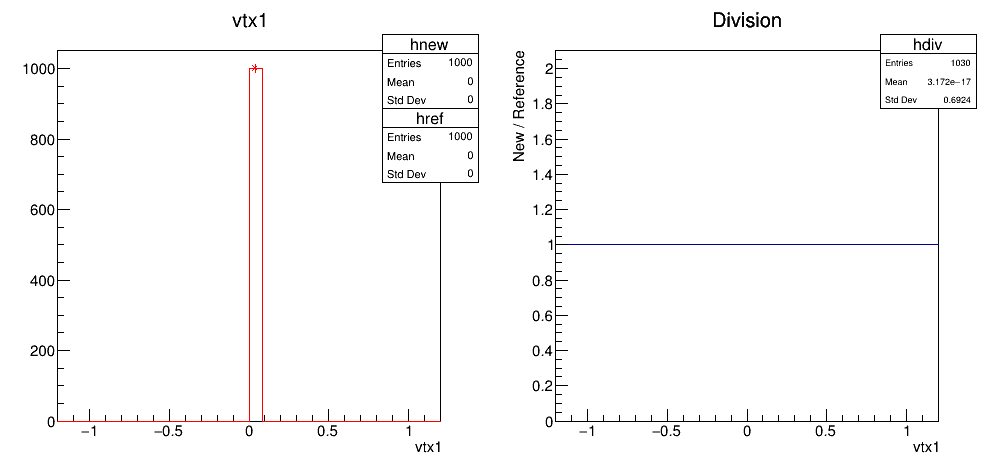 vtx1
hnew
Entries 1000
Mean 0
Std Dev 0
href
Entries 1000
Mean 0
Std Dev 0
1000
800
600
400
200
0
−1 −0.5 0 0.5 1
vtx1
Division
hdiv
Entries 1030
Mean 3.172e−17
Std Dev 0.6924
New / Reference
2
1.8
1.6
1.4
1.2
1
0.8
0.6
0.4
0.2
0
−1 −0.5 0 0.5 1
vtx1